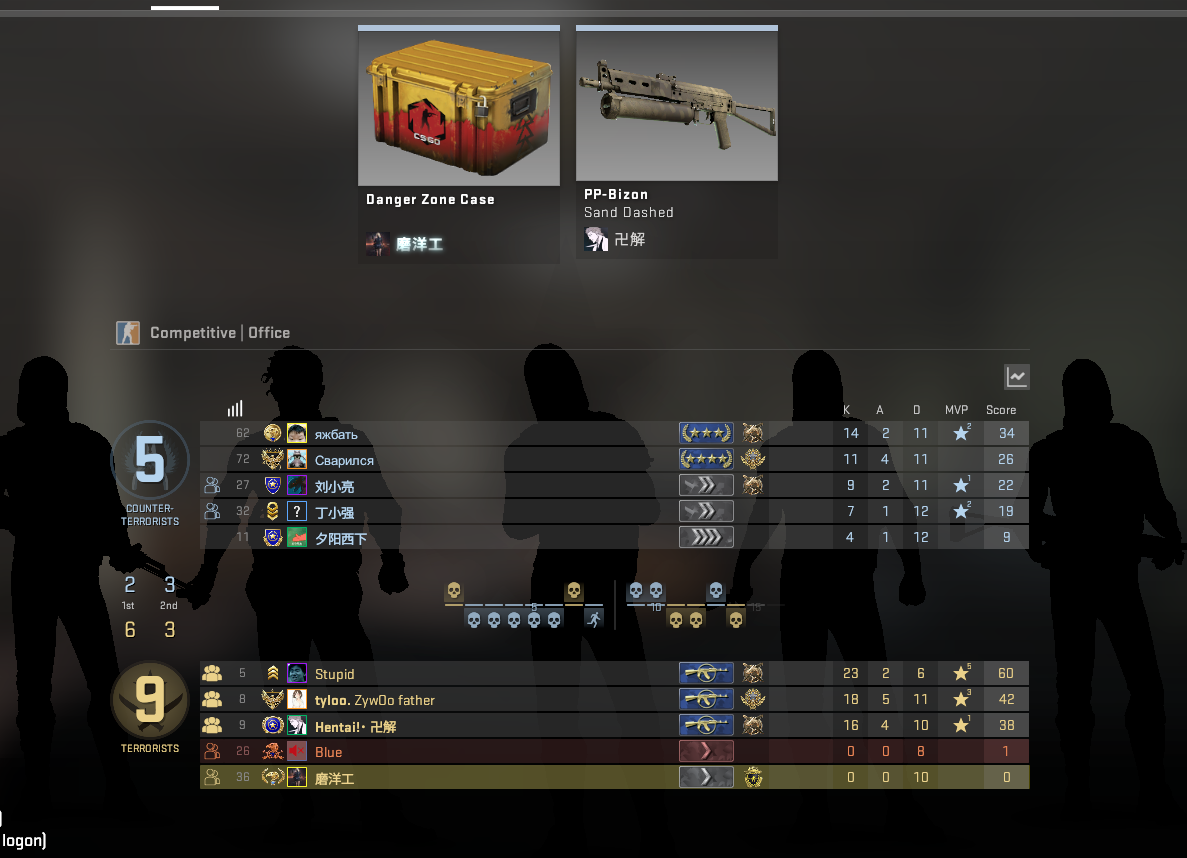 CSGO
Danger Zone Case
磨洋工
PP-Bizon
Sand Dashed
卍解
Competitive | Office
K A D MVP Score
62 яжбать 14 2 11 2 34
72 Сварился 11 4 11 26
27 刘小亮 9 2 11 1 22
32 ? 丁小强 7 1 12 2 19
11 夕阳西下 4 1 12 9
5
COUNTER-
TERRORISTS
2 3
1st 2nd
6 3
5 10 15
9
TERRORISTS
5 Stupid 23 2 6 5 60
8 tyloo. ZywOo father 18 5 11 3 42
9 Hentai!· 卍解 16 4 10 1 38
26 Blue 0 0 8 1
36 磨洋工 0 0 10 0
)
logon)